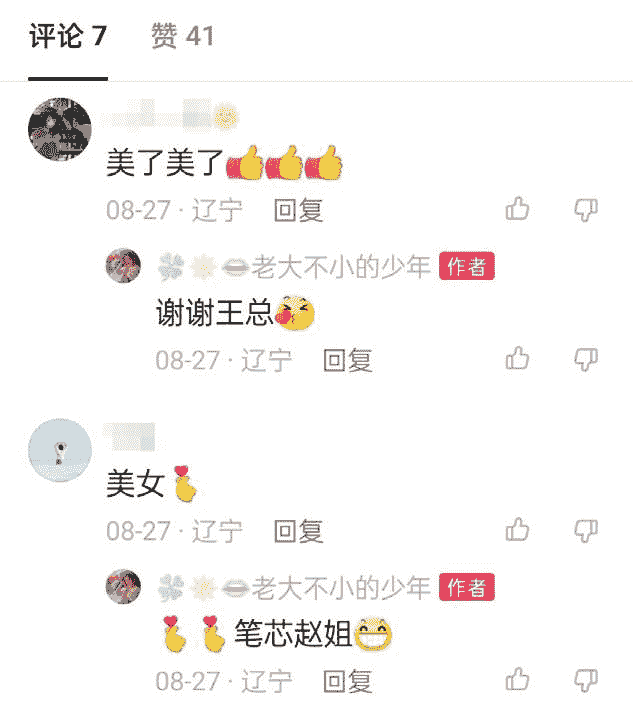 评论 7 赞 41
美了美了
08-27 · 辽宁 回复
老大不小的少年 作者
谢谢王总
08-27 · 辽宁 回复
美女
08-27 · 辽宁 回复
老大不小的少年 作者
笔芯赵姐
08-27 · 辽宁 回复